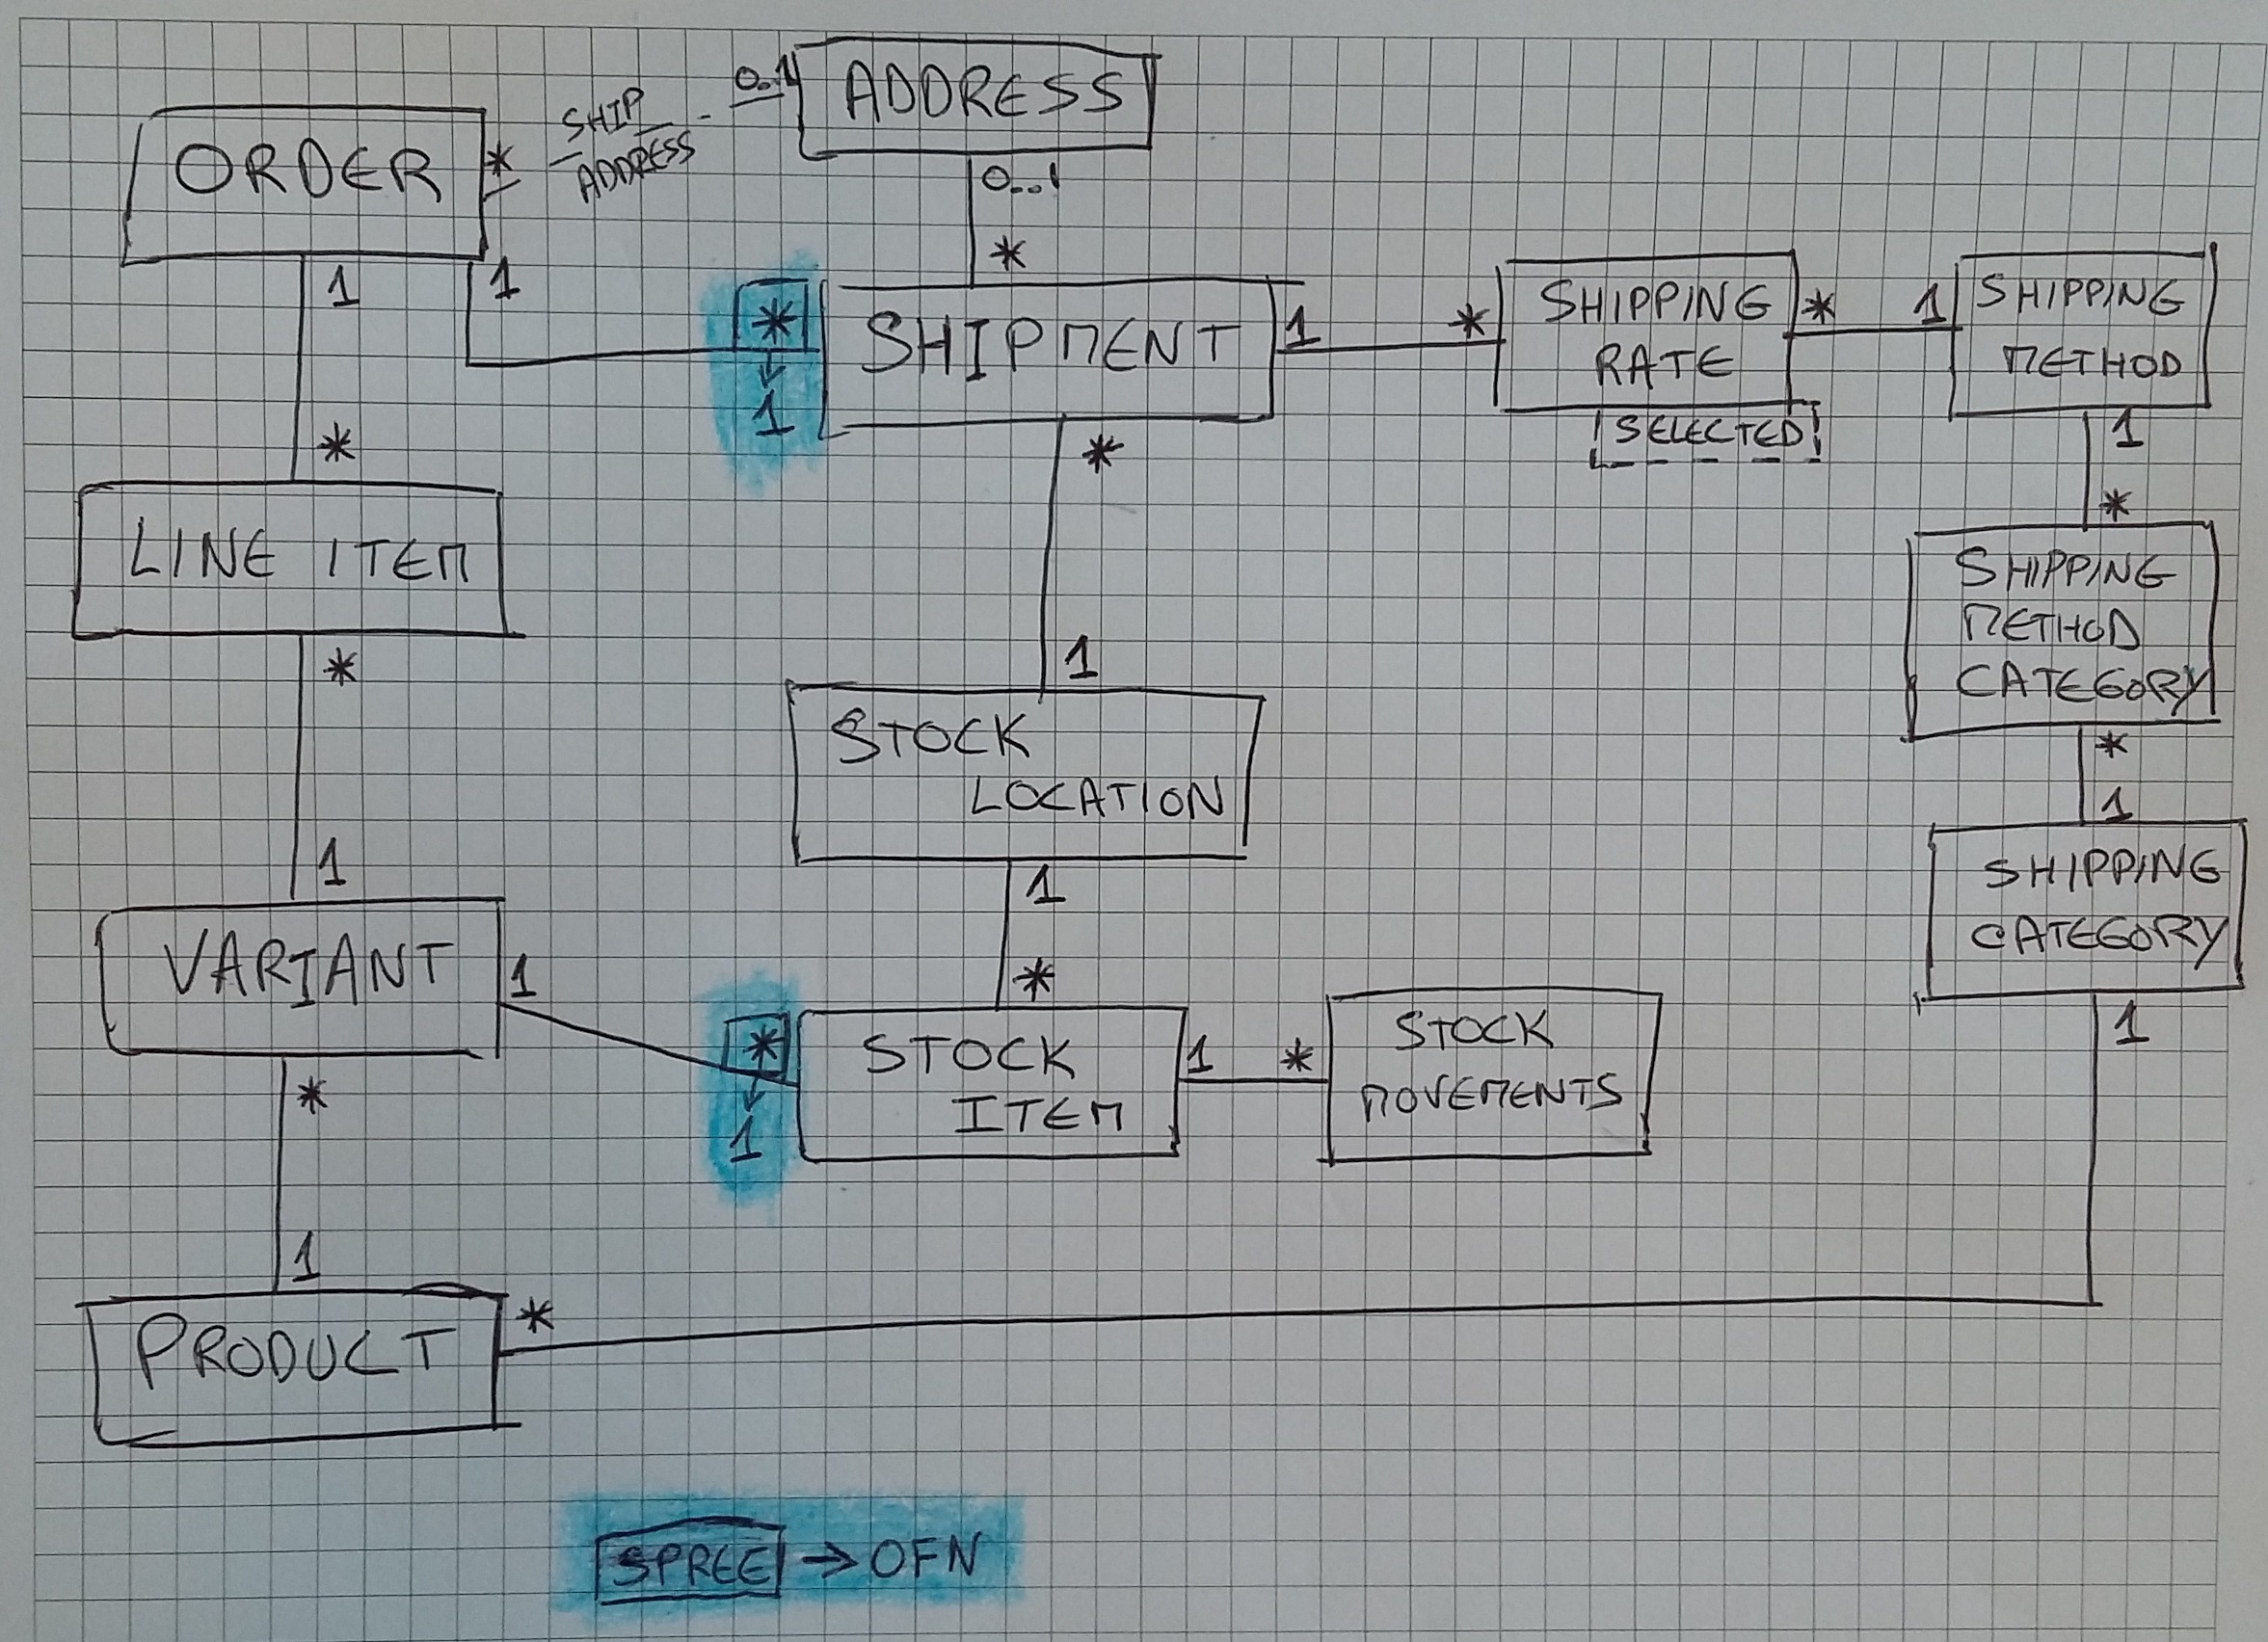 0..1
ADDRESS
SHIP
ADDRESS
ORDER
*
0..1
*
1
1
*
1
SHIPMENT
1
*
SHIPPING
RATE
SELECTED
*
1
SHIPPING
METHOD
1
*
*
LINE ITEM
*
1
*
1
SHIPPING
METHOD
CATEGORY
*
1
STOCK
LOCATION
1
*
SHIPPING
CATEGORY
1
VARIANT
1
*
1
STOCK
ITEM
1
*
STOCK
MOVEMENTS
*
1
PRODUCT
*
SPREE → OFN